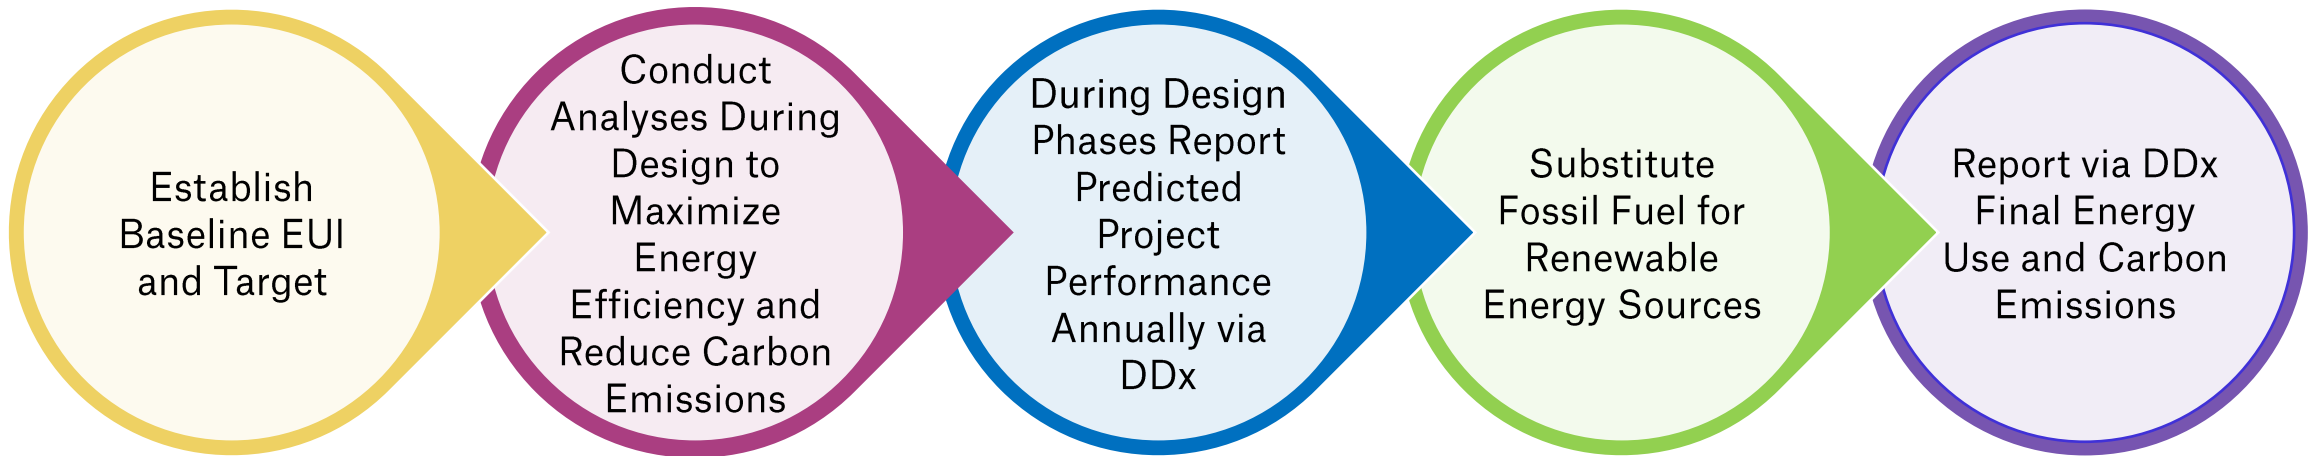 Establish
Baseline EUI
and Target
Conduct
Analyses During
Design to
Maximize
Energy
Efficiency and
Reduce Carbon
Emissions
During Design
Phases Report
Predicted
Project
Performance
Annually via
DDx
Substitute
Fossil Fuel for
Renewable
Energy Sources
Report via DDx
Final Energy
Use and Carbon
Emissions